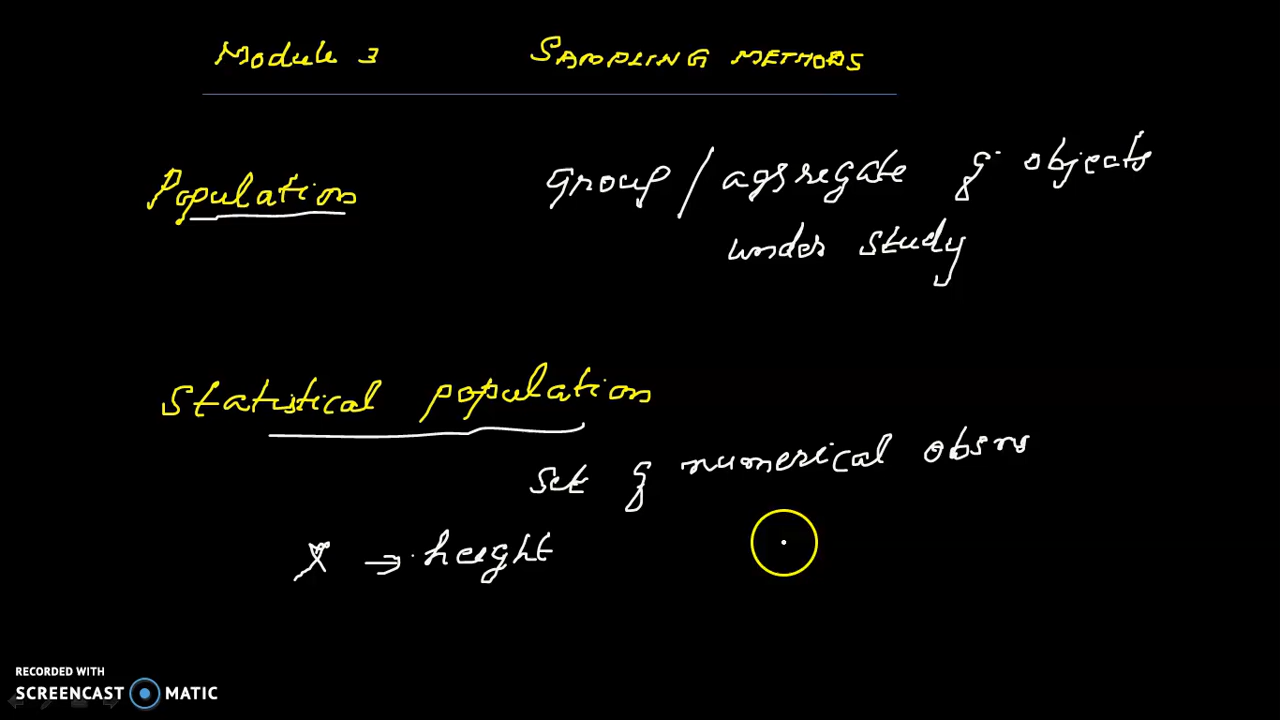 Module 3 SAMPLING METHODS
Population group / aggregate of objects
under study
Statistical population
set of numerical obsns
X ⇒ height
RECORDED WITH
SCREENCAST MATIC